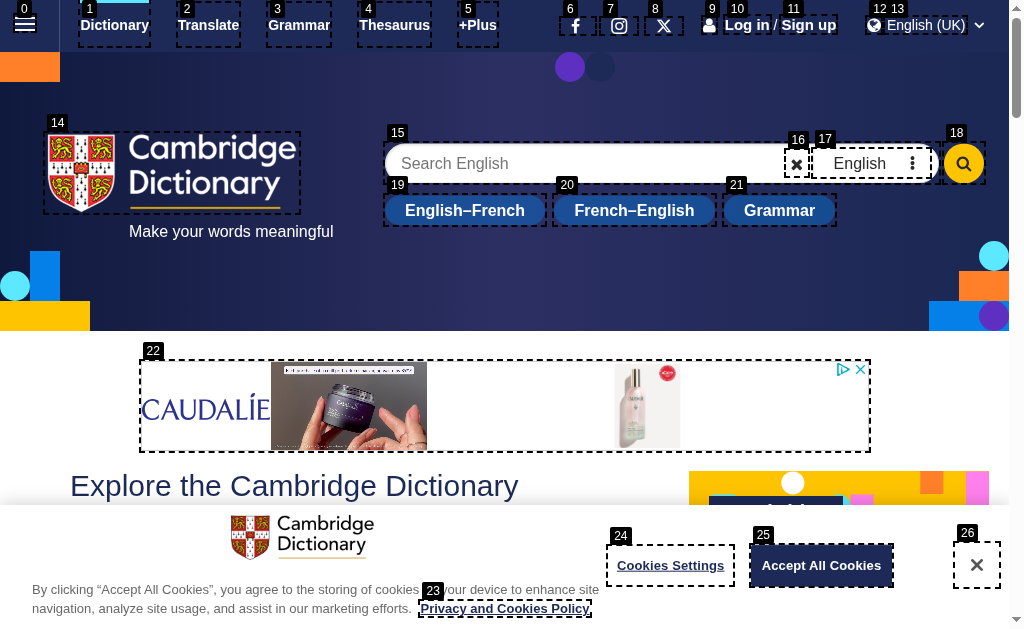 0 1 2 3 4 5 6 7 8 9 10 11 12 13
Dictionary Translate Grammar Thesaurus +Plus Log in / Sign up English (UK)
14 15 16 17 18
Cambridge
Dictionary
Search English English
19 20 21
English–French French–English Grammar
Make your words meaningful
22
CAUDALÍE
Explore the Cambridge Dictionary
Cambridge
Dictionary
24 25 26
Cookies Settings Accept All Cookies
By clicking “Accept All Cookies”, you agree to the storing of cookies 23 your device to enhance site
navigation, analyze site usage, and assist in our marketing efforts. Privacy and Cookies Policy